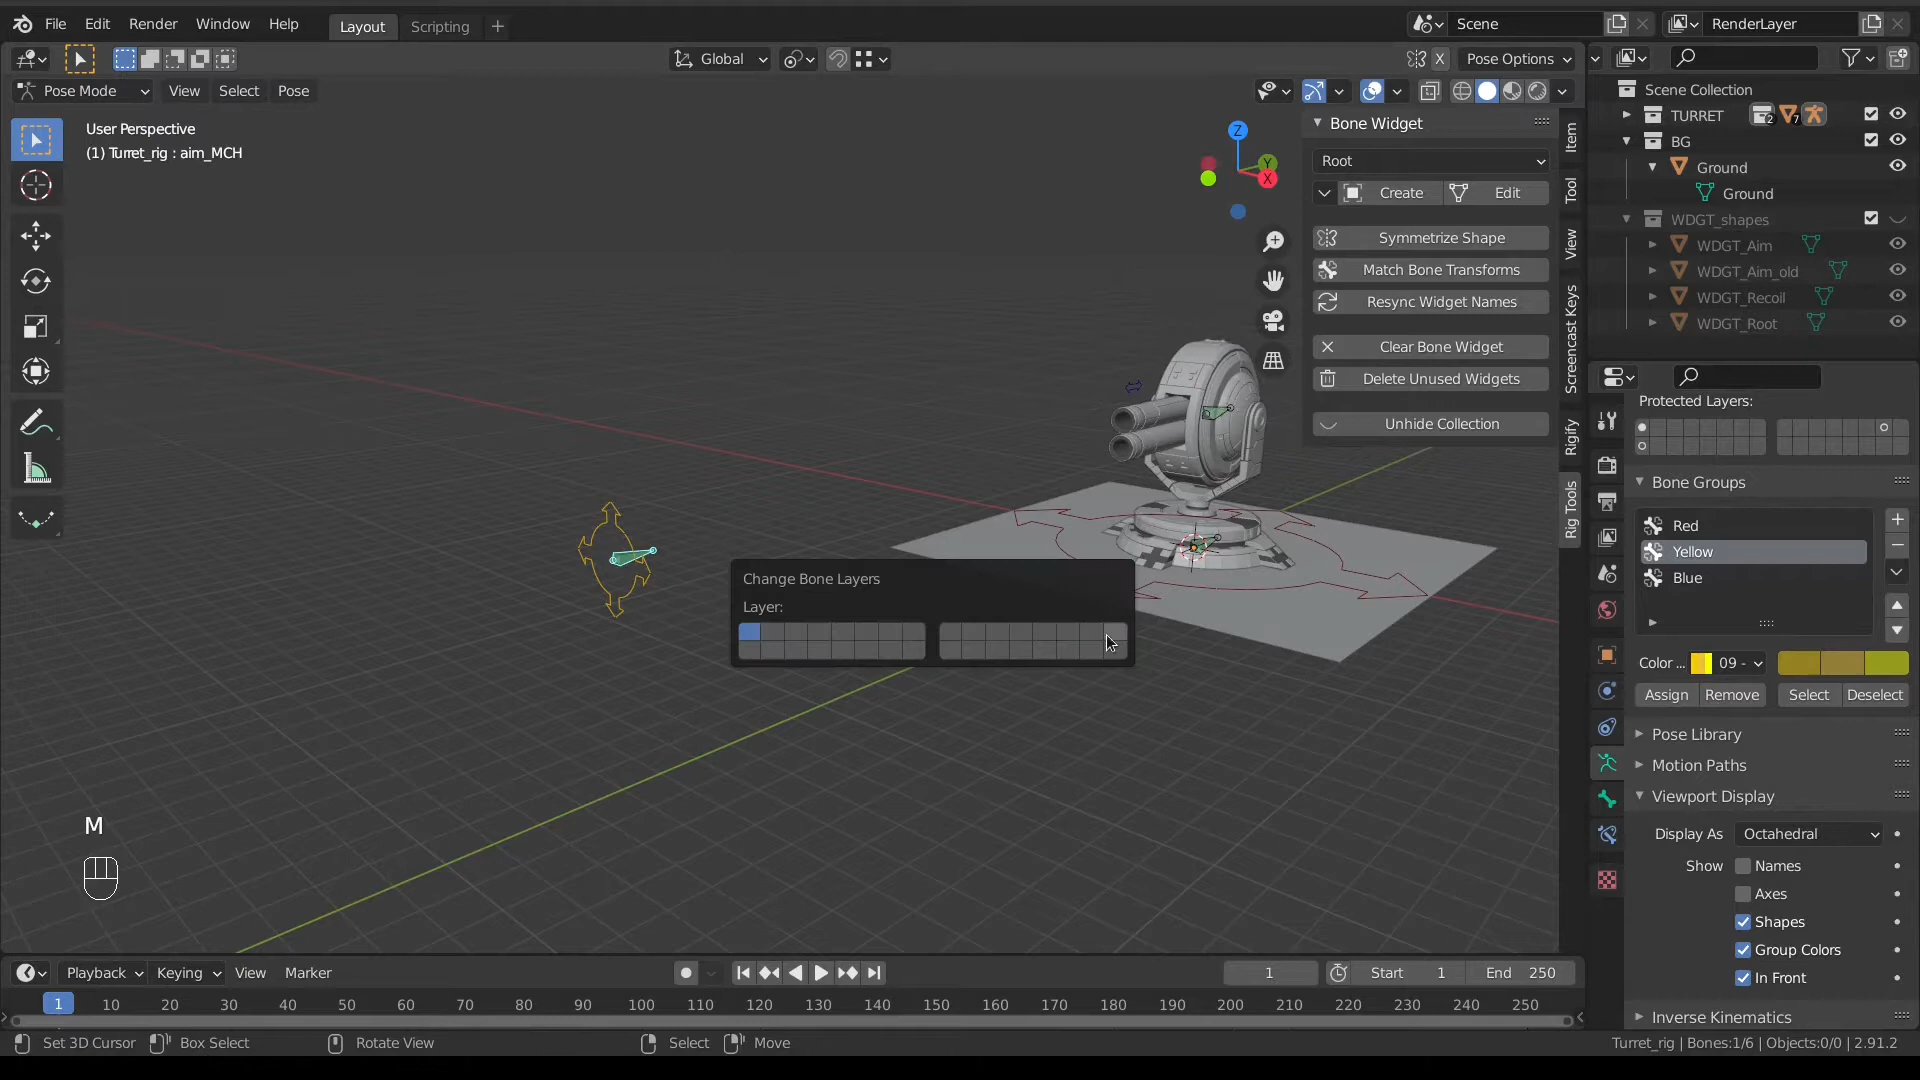 File Edit Render Window Help Layout Scripting + Scene RenderLayer
Global X Pose Options
Pose Mode View Select Pose
User Perspective
(1) Turret_rig : aim_MCH
Z
Y
X
Bone Widget
Root
Create Edit
Symmetrize Shape
Match Bone Transforms
Resync Widget Names
Clear Bone Widget
Delete Unused Widgets
Unhide Collection
Item
Tool
View
Screencast Keys
Rigify
Rig Tools
Scene Collection
TURRET 2 7
BG
Ground
Ground
WDGT_shapes
WDGT_Aim
WDGT_Aim_old
WDGT_Recoil
WDGT_Root
Protected Layers:
Bone Groups
Red
Yellow
Blue
Color ... 09 -
Assign Remove Select Deselect
Pose Library
Motion Paths
Viewport Display
Display As Octahedral
Show Names
Axes
Shapes
Group Colors
In Front
Inverse Kinematics
Change Bone Layers
Layer:
M
Playback Keying View Marker 1 Start 1 End 250
1 10 20 30 40 50 60 70 80 90 100 110 120 130 140 150 160 170 180 190 200 210 220 230 240 250
Set 3D Cursor Box Select Rotate View Select Move Turret_rig | Bones:1/6 | Objects:0/0 | 2.91.2